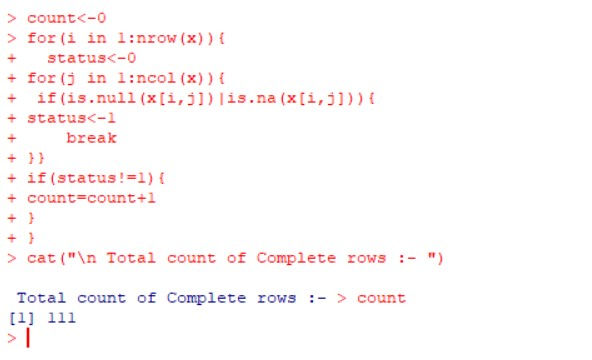 > count<-0
> for(i in 1:nrow(x)){
+   status<-0
+ for(j in 1:ncol(x)){
+  if(is.null(x[i,j])|is.na(x[i,j])){
+ status<-1
+     break
+ }}
+ if(status!=1){
+ count=count+1
+ }
+ }
> cat("\n Total count of Complete rows :- ")

 Total count of Complete rows :- > count
[1] 111
>